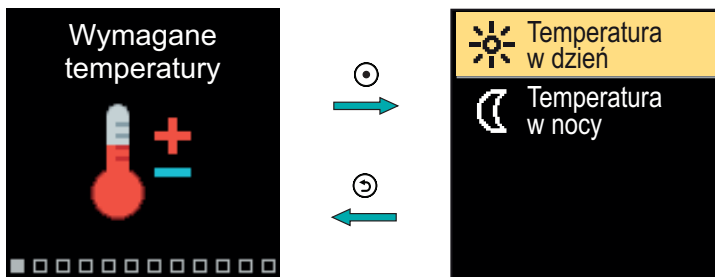 Wymagane
temperatury
Temperatura
w dzień
Temperatura
w nocy